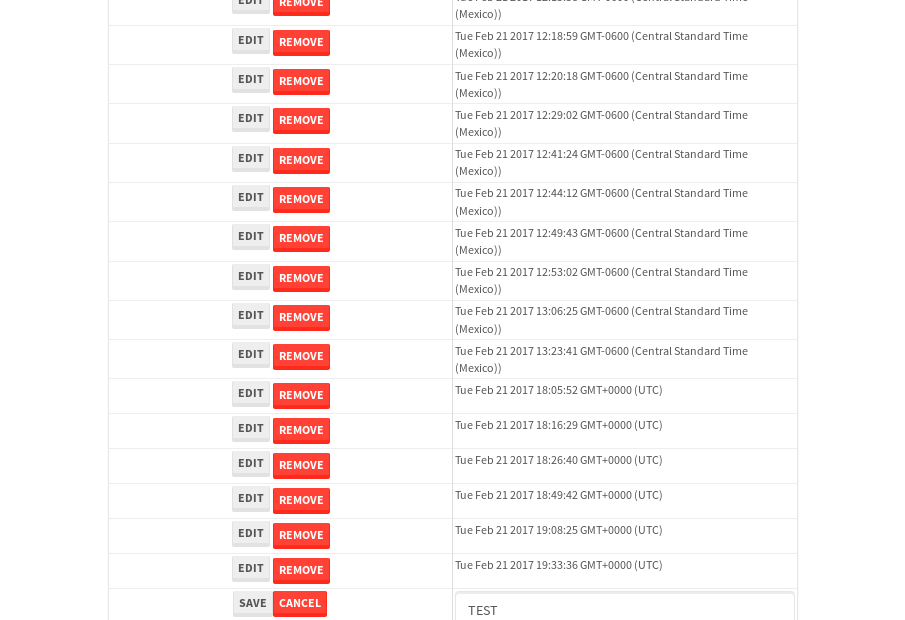 EDIT REMOVE
(Mexico))
EDIT REMOVE Tue Feb 21 2017 12:18:59 GMT-0600 (Central Standard Time
(Mexico))
EDIT REMOVE Tue Feb 21 2017 12:20:18 GMT-0600 (Central Standard Time
(Mexico))
EDIT REMOVE Tue Feb 21 2017 12:29:02 GMT-0600 (Central Standard Time
(Mexico))
EDIT REMOVE Tue Feb 21 2017 12:41:24 GMT-0600 (Central Standard Time
(Mexico))
EDIT REMOVE Tue Feb 21 2017 12:44:12 GMT-0600 (Central Standard Time
(Mexico))
EDIT REMOVE Tue Feb 21 2017 12:49:43 GMT-0600 (Central Standard Time
(Mexico))
EDIT REMOVE Tue Feb 21 2017 12:53:02 GMT-0600 (Central Standard Time
(Mexico))
EDIT REMOVE Tue Feb 21 2017 13:06:25 GMT-0600 (Central Standard Time
(Mexico))
EDIT REMOVE Tue Feb 21 2017 13:23:41 GMT-0600 (Central Standard Time
(Mexico))
EDIT REMOVE Tue Feb 21 2017 18:05:52 GMT+0000 (UTC)
EDIT REMOVE Tue Feb 21 2017 18:16:29 GMT+0000 (UTC)
EDIT REMOVE Tue Feb 21 2017 18:26:40 GMT+0000 (UTC)
EDIT REMOVE Tue Feb 21 2017 18:49:42 GMT+0000 (UTC)
EDIT REMOVE Tue Feb 21 2017 19:08:25 GMT+0000 (UTC)
EDIT REMOVE Tue Feb 21 2017 19:33:36 GMT+0000 (UTC)
SAVE CANCEL TEST